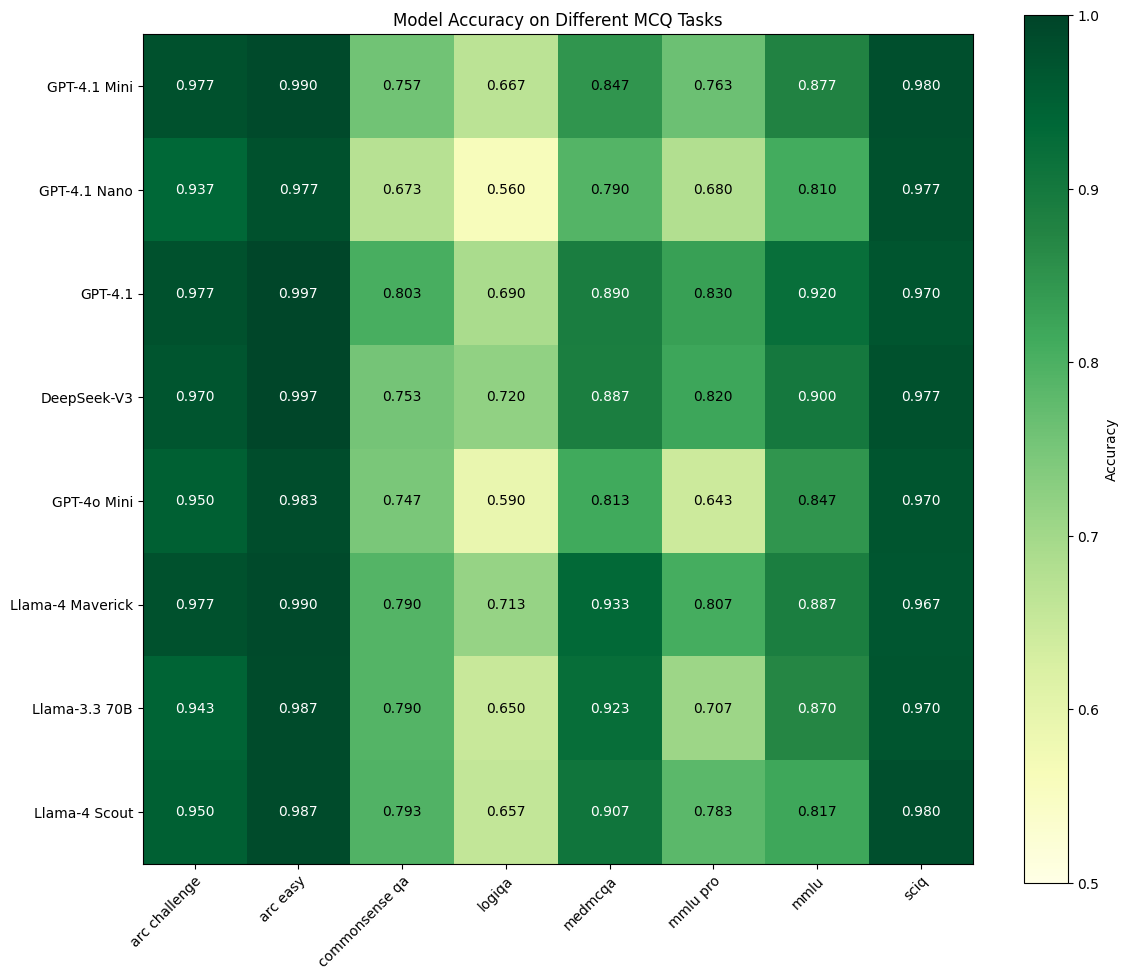 Model Accuracy on Different MCQ Tasks
GPT-4.1 Mini 0.977 0.990 0.757 0.667 0.847 0.763 0.877 0.980
GPT-4.1 Nano 0.937 0.977 0.673 0.560 0.790 0.680 0.810 0.977
GPT-4.1 0.977 0.997 0.803 0.690 0.890 0.830 0.920 0.970
DeepSeek-V3 0.970 0.997 0.753 0.720 0.887 0.820 0.900 0.977
GPT-4o Mini 0.950 0.983 0.747 0.590 0.813 0.643 0.847 0.970
Llama-4 Maverick 0.977 0.990 0.790 0.713 0.933 0.807 0.887 0.967
Llama-3.3 70B 0.943 0.987 0.790 0.650 0.923 0.707 0.870 0.970
Llama-4 Scout 0.950 0.987 0.793 0.657 0.907 0.783 0.817 0.980
arc challenge arc easy commonsense qa logiqa medmcqa mmlu pro mmlu sciq
1.0
0.9
0.8
0.7
0.6
0.5
Accuracy